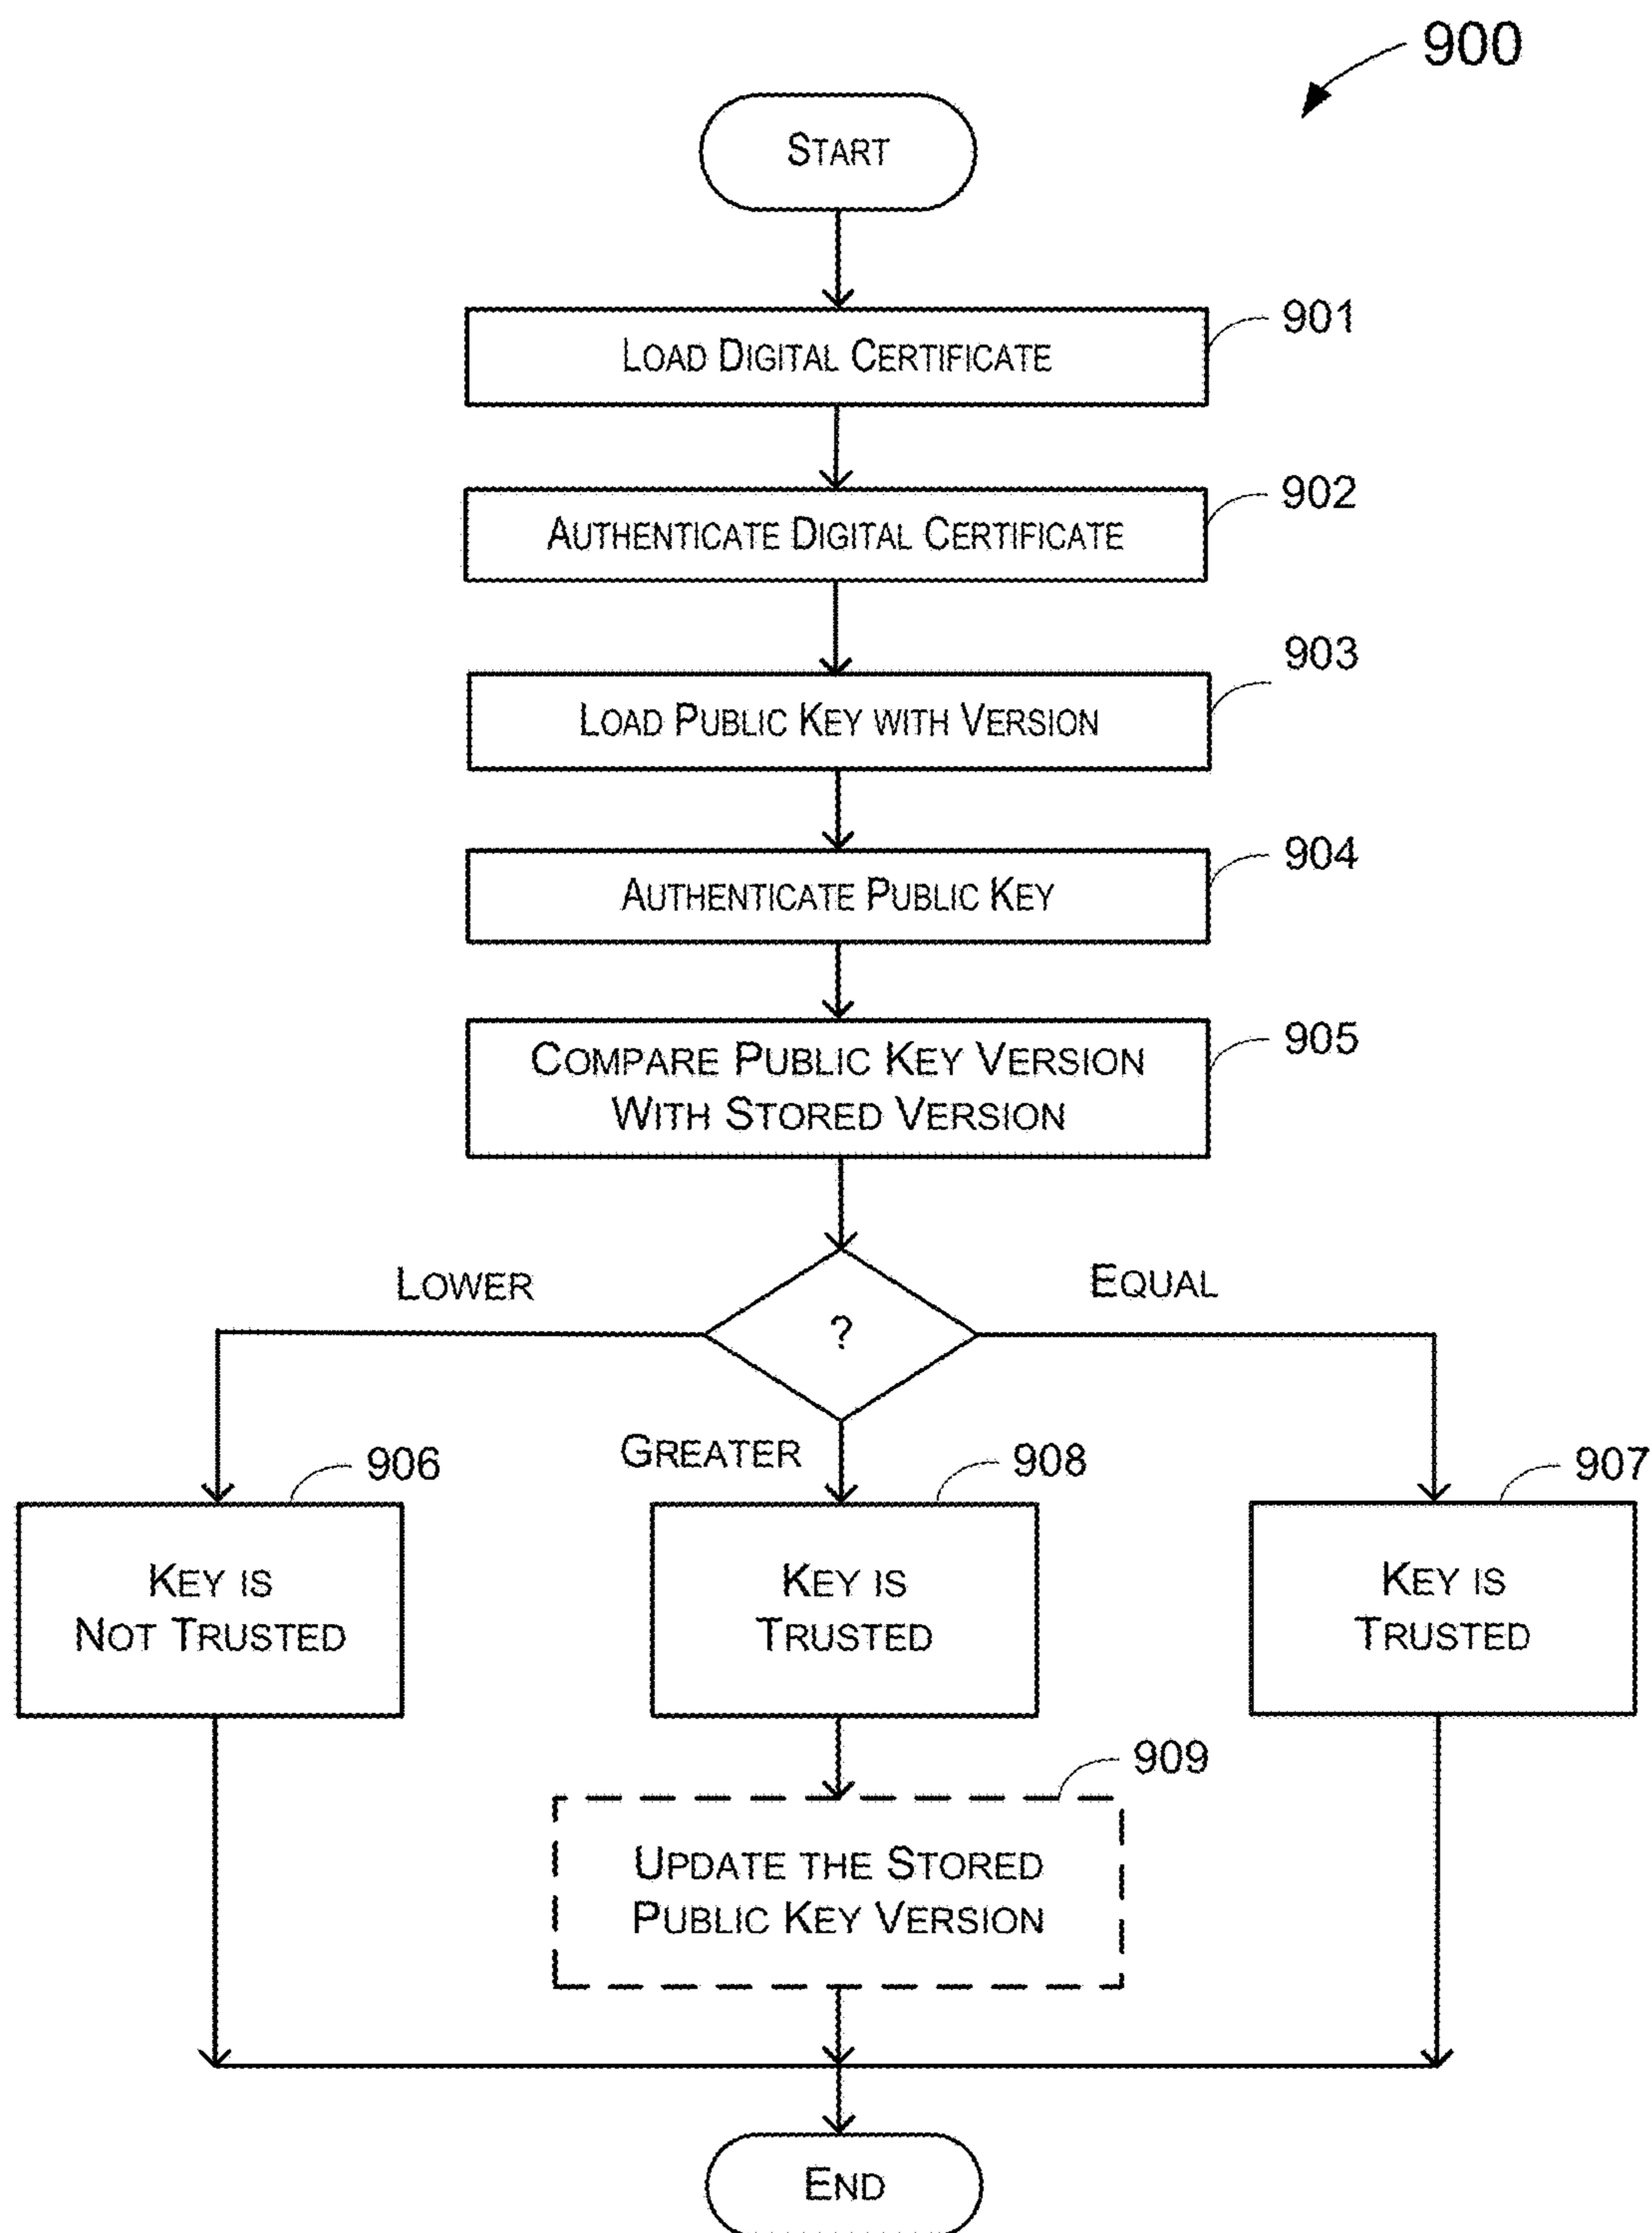 900
START
901
LOAD DIGITAL CERTIFICATE
902
AUTHENTICATE DIGITAL CERTIFICATE
903
LOAD PUBLIC KEY WITH VERSION
904
AUTHENTICATE PUBLIC KEY
905
COMPARE PUBLIC KEY VERSION
WITH STORED VERSION
LOWER
?
EQUAL
GREATER
906
908
907
KEY IS
NOT TRUSTED
KEY IS
TRUSTED
KEY IS
TRUSTED
909
UPDATE THE STORED
PUBLIC KEY VERSION
END